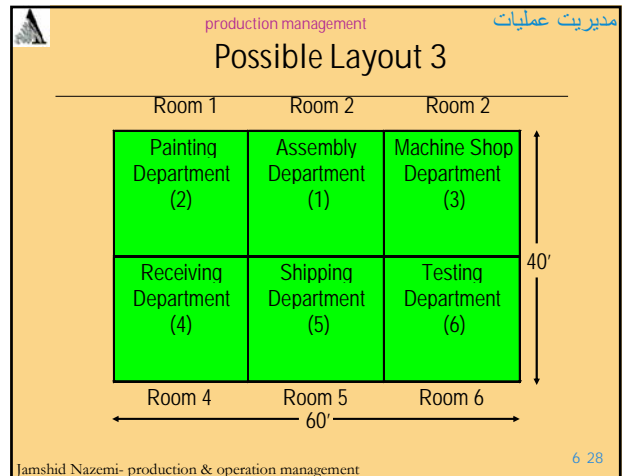 production management
مدیریت عملیات
Possible Layout 3
Room 1 Room 2 Room 2
Painting Department (2)
Assembly Department (1)
Machine Shop Department (3)
40′
Receiving Department (4)
Shipping Department (5)
Testing Department (6)
Room 4 Room 5 Room 6
60′
Jamshid Nazemi- production & operation management
6 28